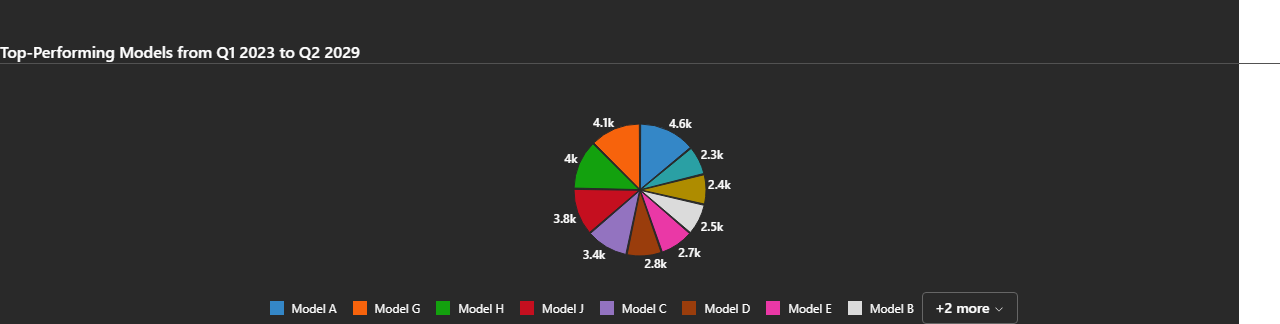 Top-Performing Models from Q1 2023 to Q2 2029
4.1k
4.6k
4k
2.3k
2.4k
3.8k
2.5k
3.4k
2.7k
2.8k
Model A Model G Model H Model J Model C Model D Model E Model B +2 more